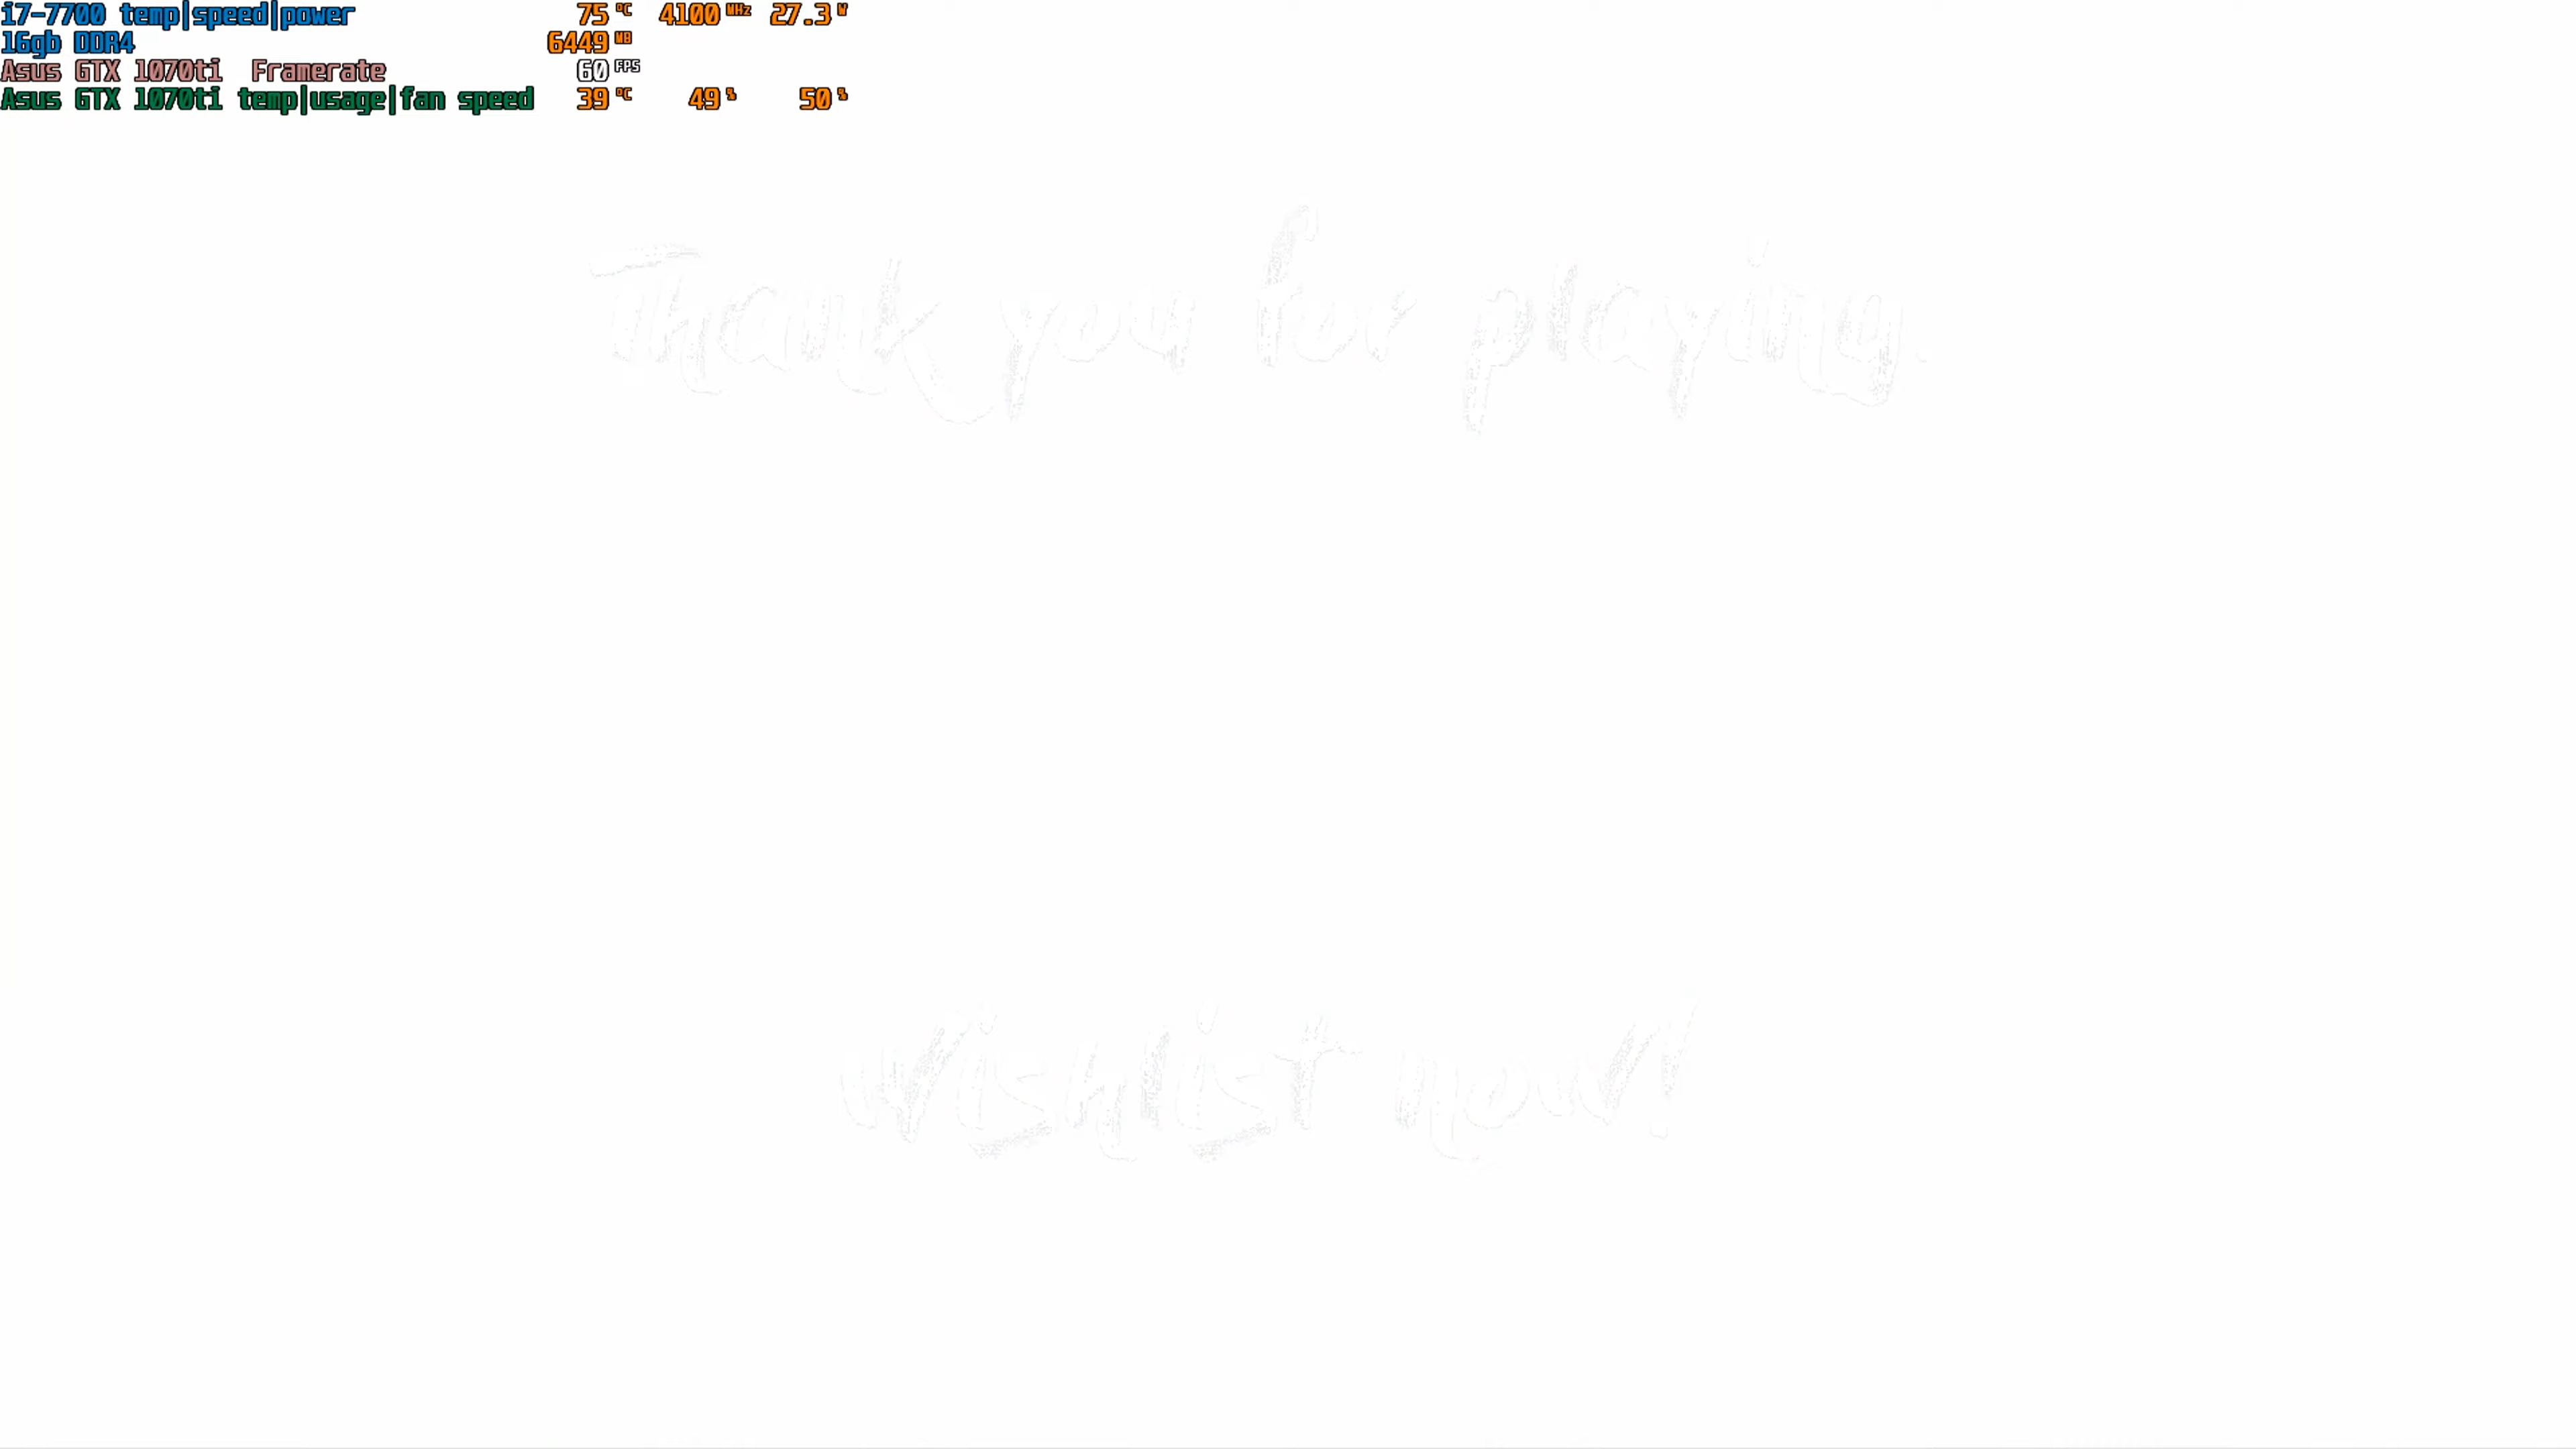 i7-7700 temp|speed|power 75 °C 4100 MHz 27.3 W
16gb DDR4 6449 MB
Asus GTX 1070ti Framerate 60 FPS
Asus GTX 1070ti temp|usage|fan speed 39 °C 49 % 50 %
Thank you for playing.
Wishlist now!